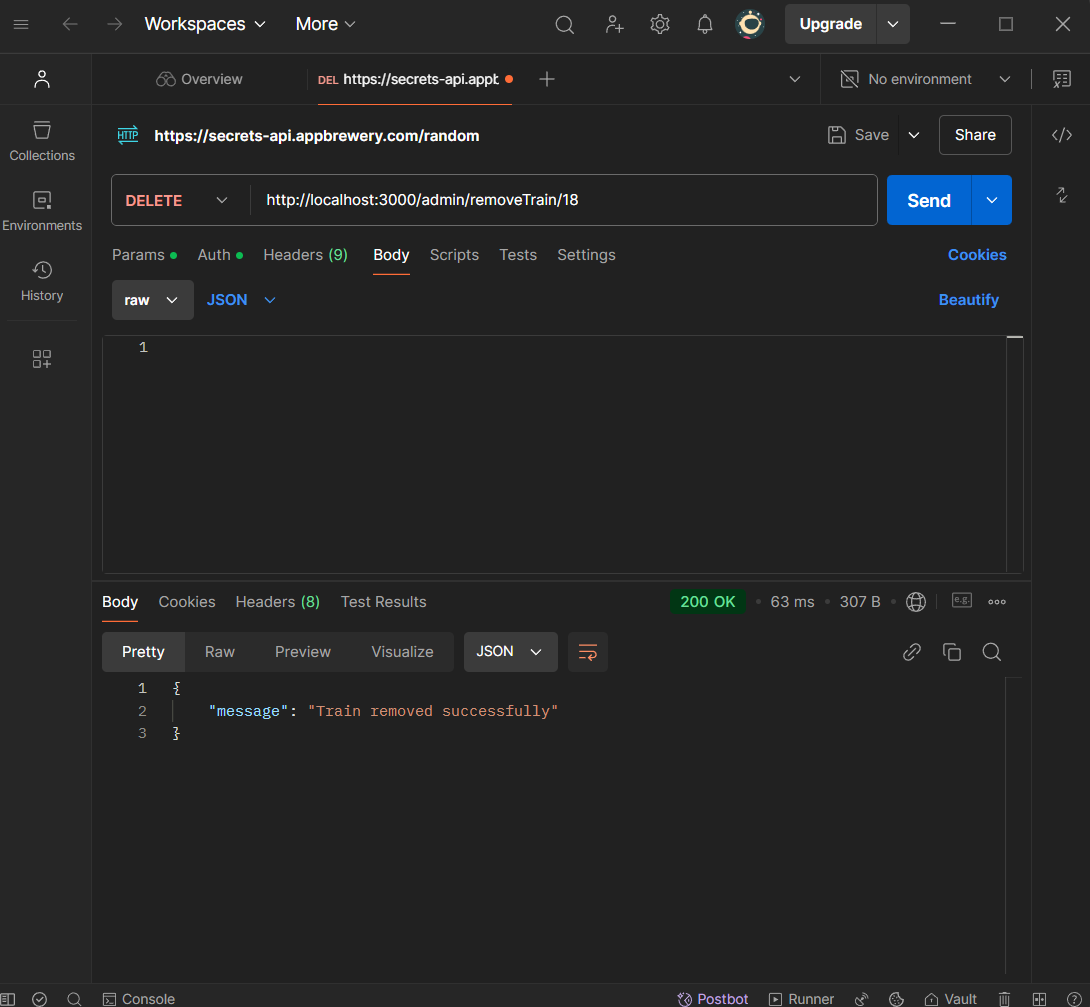 Workspaces More Upgrade
Overview DEL https://secrets-api.appb No environment
https://secrets-api.appbrewery.com/random Save Share
Collections
DELETE http://localhost:3000/admin/removeTrain/18 Send
Environments
Params Auth Headers (9) Body Scripts Tests Settings Cookies
History
raw JSON Beautify
1
Body Cookies Headers (8) Test Results 200 OK • 63 ms • 307 B • e.g.
Pretty Raw Preview Visualize JSON
1 {
2 "message": "Train removed successfully"
3 }
Console Postbot Runner Vault